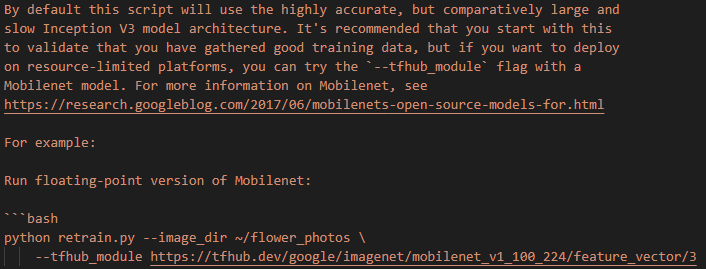 By default this script will use the highly accurate, but comparatively large and
slow Inception V3 model architecture. It's recommended that you start with this
to validate that you have gathered good training data, but if you want to deploy
on resource-limited platforms, you can try the `--tfhub_module` flag with a
Mobilenet model. For more information on Mobilenet, see
https://research.googleblog.com/2017/06/mobilenets-open-source-models-for.html
For example:
Run floating-point version of Mobilenet:
```bash
python retrain.py --image_dir ~/flower_photos \
    --tfhub_module https://tfhub.dev/google/imagenet/mobilenet_v1_100_224/feature_vector/3